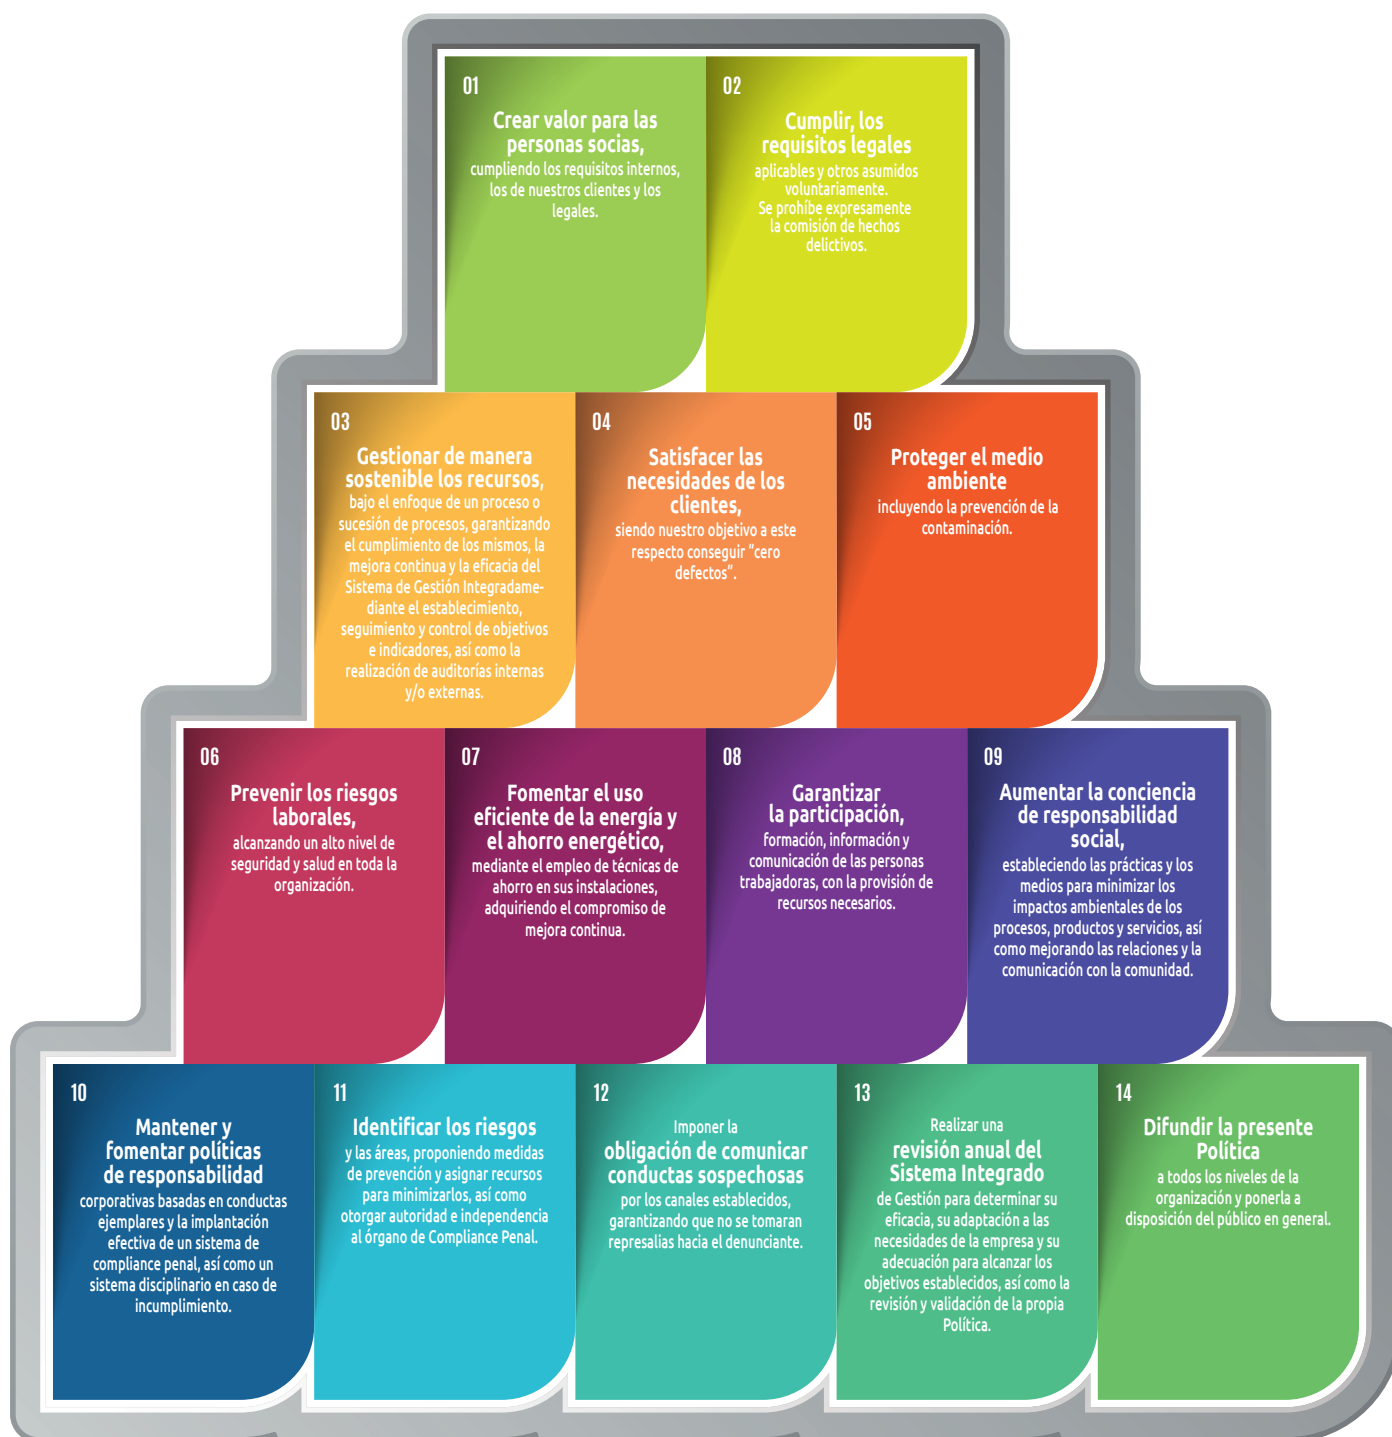 01
Crear valor para las
personas socias,
cumpliendo los requisitos internos,
los de nuestros clientes y los
legales.
02
Cumplir, los
requisitos legales
aplicables y otros asumidos
voluntariamente.
Se prohíbe expresamente
la comisión de hechos
delictivos.
03
Gestionar de manera
sostenible los recursos,
bajo el enfoque de un proceso o
sucesión de procesos, garantizando
el cumplimiento de los mismos, la
mejora continua y la eficacia del
Sistema de Gestión Integradame-
diante el establecimiento,
seguimiento y control de objetivos
e indicadores, así como la
realización de auditorías internas
y/o externas.
04
Satisfacer las
necesidades de los
clientes,
siendo nuestro objetivo a este
respecto conseguir “cero
defectos”.
05
Proteger el medio
ambiente
incluyendo la prevención de la
contaminación.
06
Prevenir los riesgos
laborales,
alcanzando un alto nivel de
seguridad y salud en toda la
organización.
07
Fomentar el uso
eficiente de la energía y
el ahorro energético,
mediante el empleo de técnicas de
ahorro en sus instalaciones,
adquiriendo el compromiso de
mejora continua.
08
Garantizar
la participación,
formación, información y
comunicación de las personas
trabajadoras, con la provisión de
recursos necesarios.
09
Aumentar la conciencia
de responsabilidad
social,
estableciendo las prácticas y los
medios para minimizar los
impactos ambientales de los
procesos, productos y servicios, así
como mejorando las relaciones y la
comunicación con la comunidad.
10
Mantener y
fomentar políticas
de responsabilidad
corporativas basadas en conductas
ejemplares y la implantación
efectiva de un sistema de
compliance penal, así como un
sistema disciplinario en caso de
incumplimiento.
11
Identificar los riesgos
y las áreas, proponiendo medidas
de prevención y asignar recursos
para minimizarlos, así como
otorgar autoridad e independencia
al órgano de Compliance Penal.
12
Imponer la
obligación de comunicar
conductas sospechosas
por los canales establecidos,
garantizando que no se tomaran
represalias hacia el denunciante.
13
Realizar una
revisión anual del
Sistema Integrado
de Gestión para determinar su
eficacia, su adaptación a las
necesidades de la empresa y su
adecuación para alcanzar los
objetivos establecidos, así como la
revisión y validación de la propia
Política.
14
Difundir la presente
Política
a todos los niveles de la
organización y ponerla a
disposición del público en general.